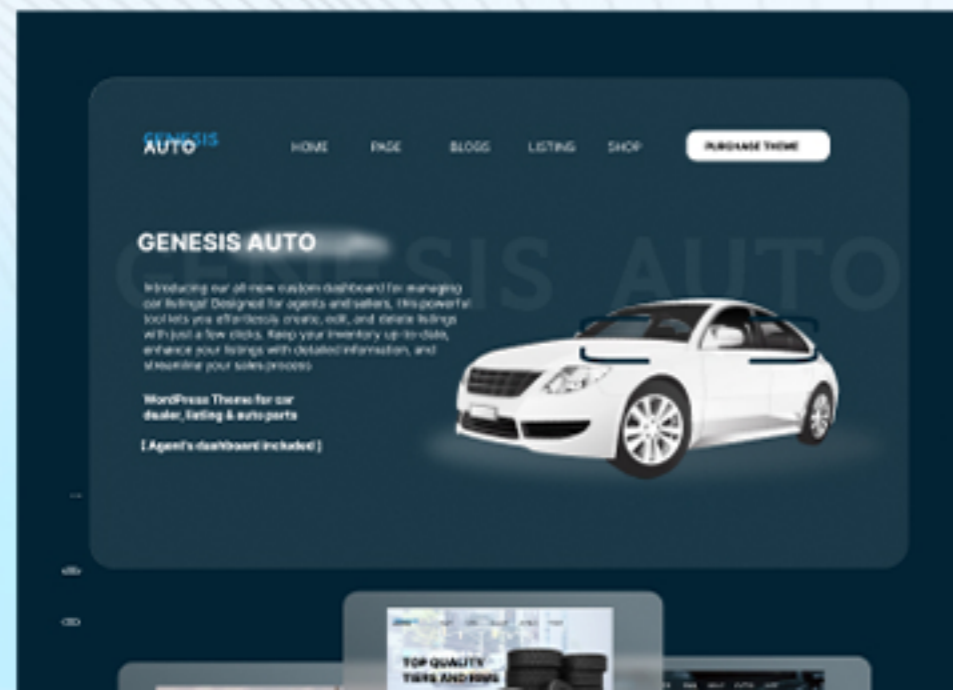 GENESIS
AUTO
HOME PAGE BLOGS LISTING SHOP PURCHASE THEME
GENESIS AUTO
GENESIS AUTO
Introducing our all-new custom dashboard for managing
car listings! Designed for agents and sellers, this powerful
tool lets you effortlessly create, edit, and delete listings
with just a few clicks. Keep your inventory up-to-date,
enhance your listings with detailed information, and
streamline your sales process
WordPress Theme for car
dealer, listing & auto parts
[ Agent's dashboard included ]
TOP QUALITY
TIERS AND RIMS